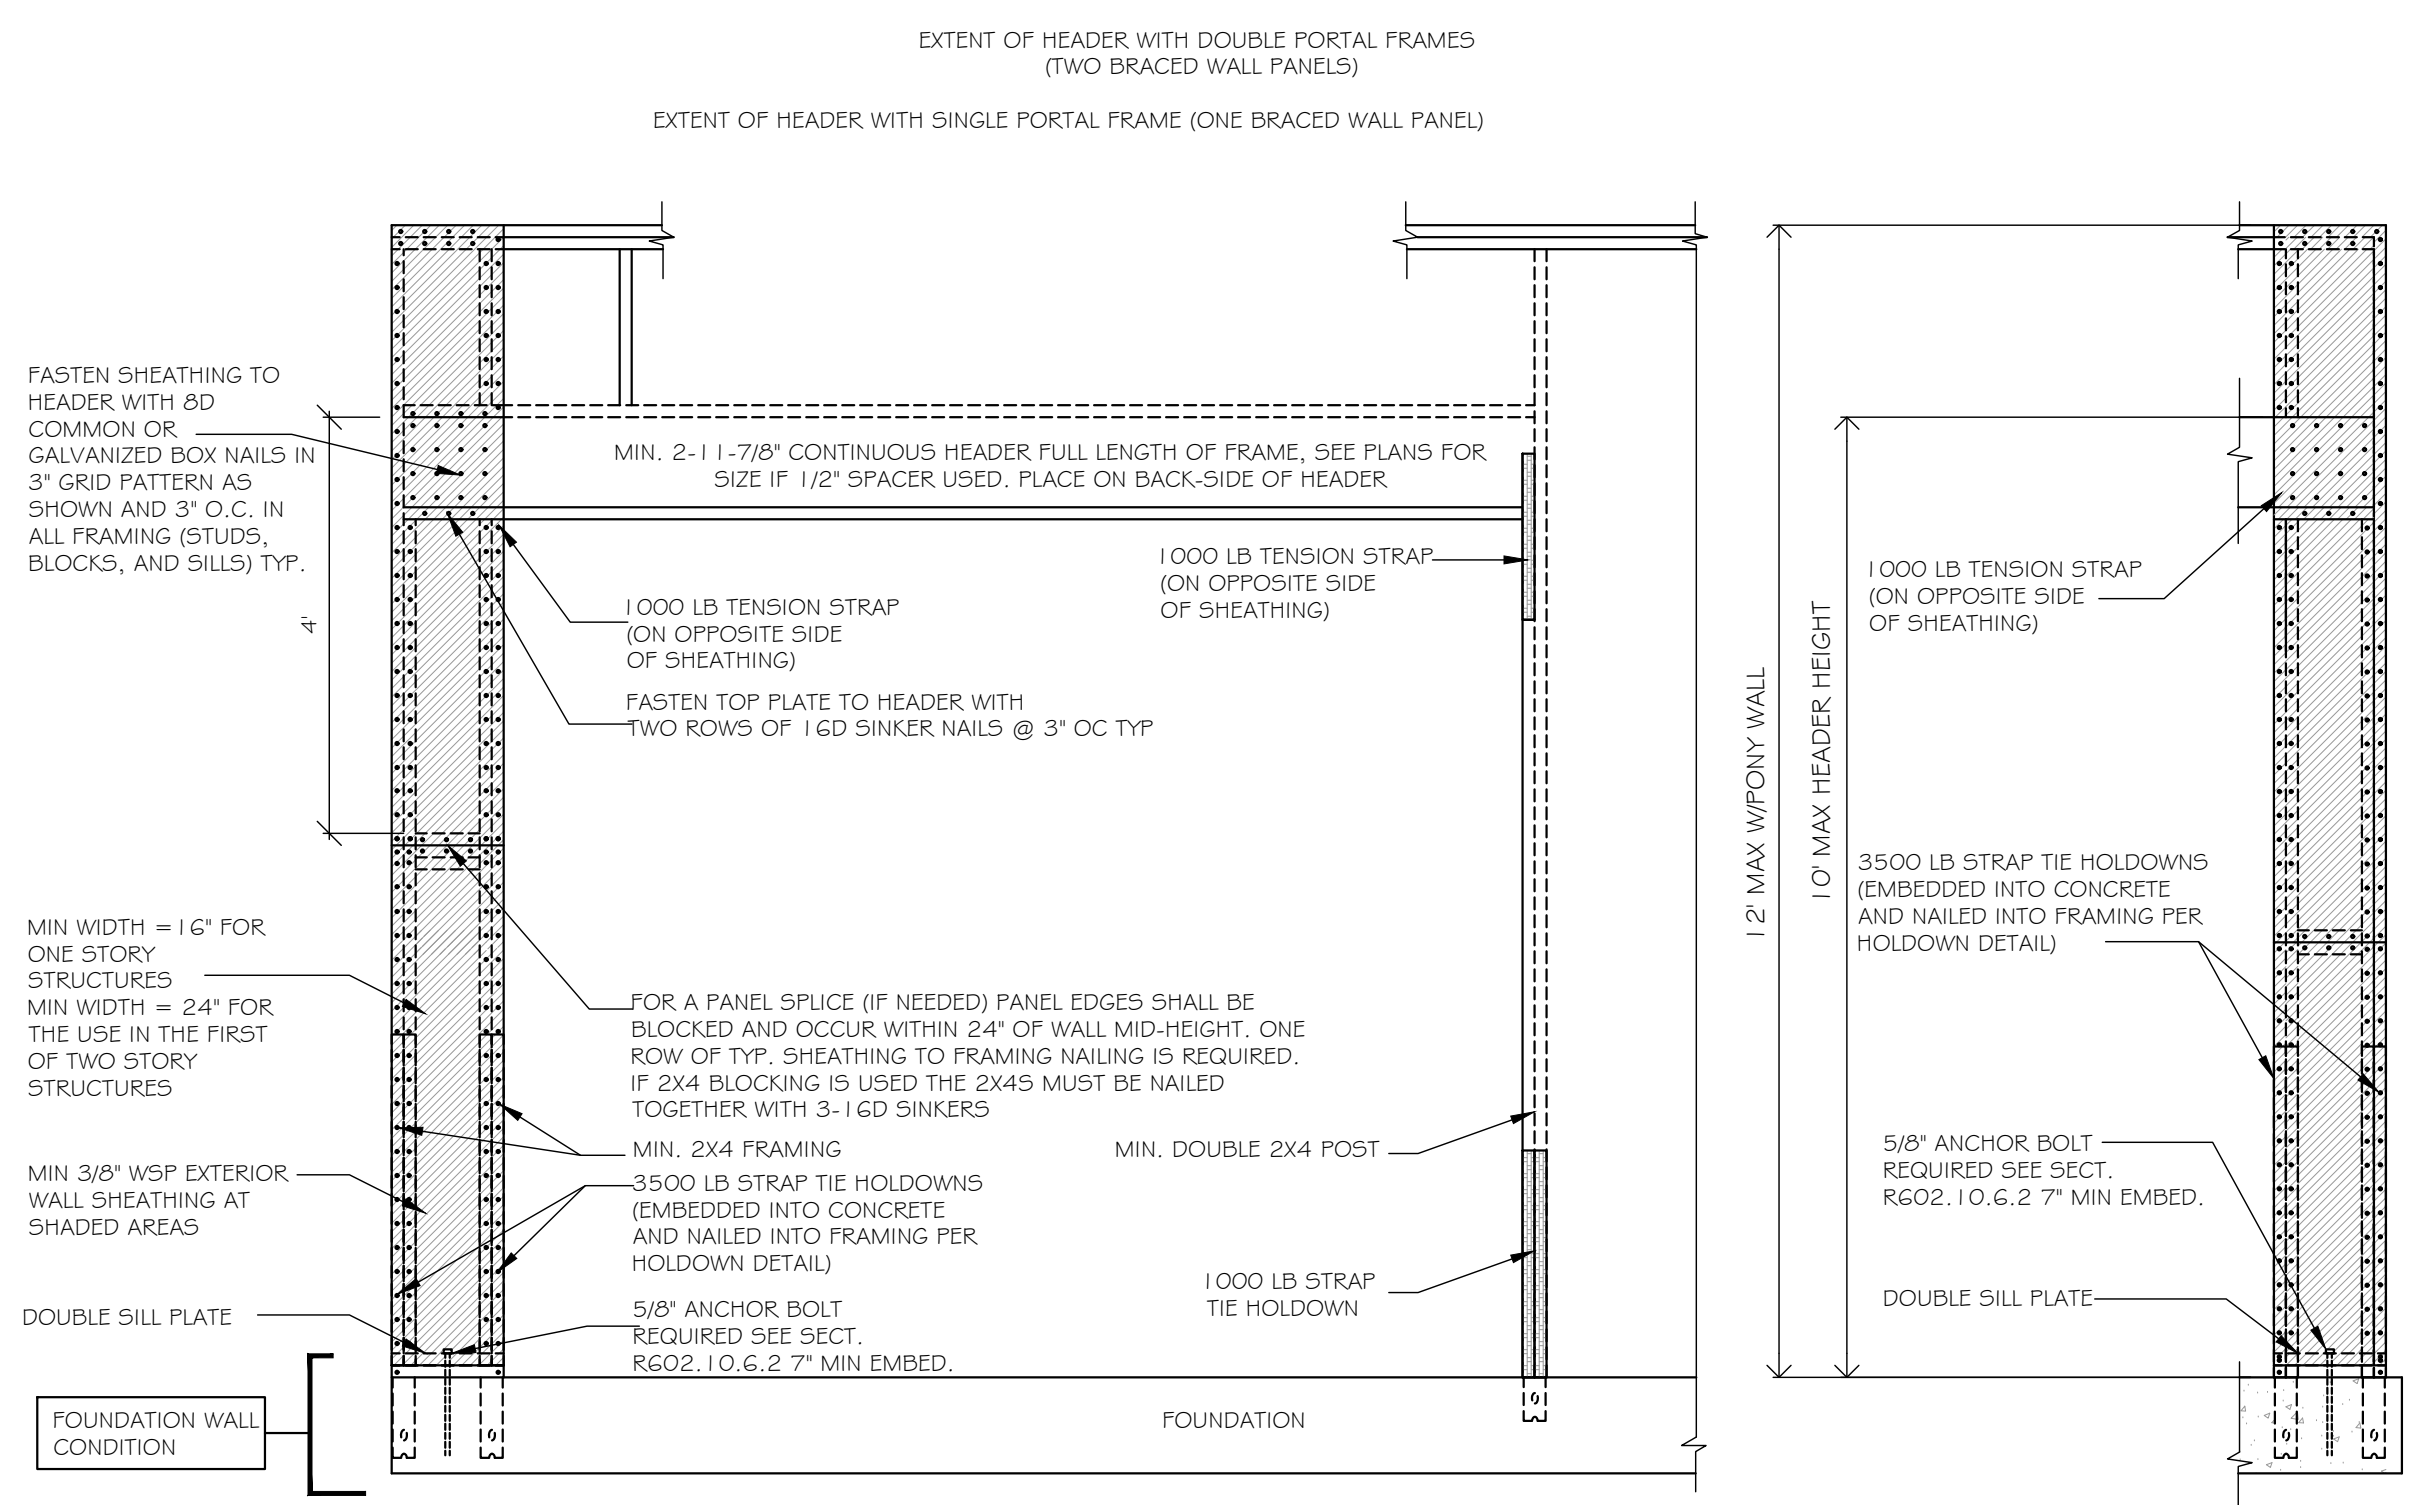 EXTENT OF HEADER WITH DOUBLE PORTAL FRAMES
(TWO BRACED WALL PANELS)
EXTENT OF HEADER WITH SINGLE PORTAL FRAME (ONE BRACED WALL PANEL)
FASTEN SHEATHING TO
HEADER WITH 8D
COMMON OR
GALVANIZED BOX NAILS IN
3" GRID PATTERN AS
SHOWN AND 3" O.C. IN
ALL FRAMING (STUDS,
BLOCKS, AND SILLS) TYP.
4'
MIN. 2-11-7/8" CONTINUOUS HEADER FULL LENGTH OF FRAME, SEE PLANS FOR
SIZE IF 1/2" SPACER USED. PLACE ON BACK-SIDE OF HEADER
1000 LB TENSION STRAP
(ON OPPOSITE SIDE
OF SHEATHING)
1000 LB TENSION STRAP
(ON OPPOSITE SIDE
OF SHEATHING)
FASTEN TOP PLATE TO HEADER WITH
TWO ROWS OF 16D SINKER NAILS @ 3" OC TYP
12' MAX W/PONY WALL
10' MAX HEADER HEIGHT
1000 LB TENSION STRAP
(ON OPPOSITE SIDE
OF SHEATHING)
3500 LB STRAP TIE HOLDOWNS
(EMBEDDED INTO CONCRETE
AND NAILED INTO FRAMING PER
HOLDOWN DETAIL)
MIN WIDTH = 16" FOR
ONE STORY
STRUCTURES
MIN WIDTH = 24" FOR
THE USE IN THE FIRST
OF TWO STORY
STRUCTURES
FOR A PANEL SPLICE (IF NEEDED) PANEL EDGES SHALL BE
BLOCKED AND OCCUR WITHIN 24" OF WALL MID-HEIGHT. ONE
ROW OF TYP. SHEATHING TO FRAMING NAILING IS REQUIRED.
IF 2X4 BLOCKING IS USED THE 2X4S MUST BE NAILED
TOGETHER WITH 3-16D SINKERS
MIN. 2X4 FRAMING
MIN. DOUBLE 2X4 POST
5/8" ANCHOR BOLT
REQUIRED SEE SECT.
R602.10.6.2 7" MIN EMBED.
MIN 3/8" WSP EXTERIOR
WALL SHEATHING AT
SHADED AREAS
3500 LB STRAP TIE HOLDOWNS
(EMBEDDED INTO CONCRETE
AND NAILED INTO FRAMING PER
HOLDOWN DETAIL)
1000 LB STRAP
TIE HOLDOWN
DOUBLE SILL PLATE
DOUBLE SILL PLATE
5/8" ANCHOR BOLT
REQUIRED SEE SECT.
R602.10.6.2 7" MIN EMBED.
FOUNDATION WALL
CONDITION
FOUNDATION